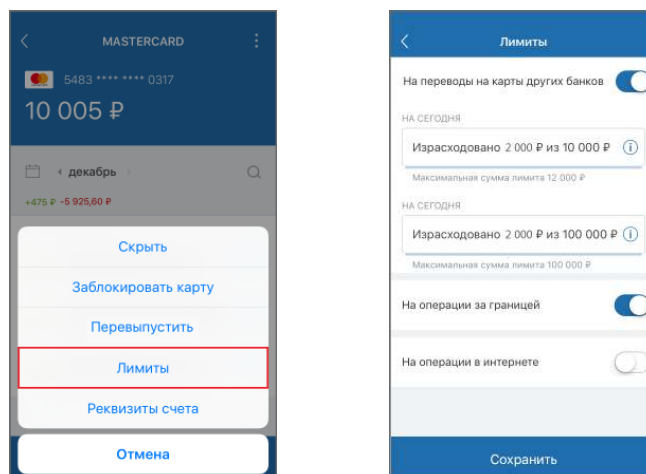 MASTERCARD
5483 **** **** 0317
10 005 ₽
декабрь
+475 ₽ -5 925,60 ₽
Скрыть
Заблокировать карту
Перевыпустить
Лимиты
Реквизиты счета
Отмена
Лимиты
На переводы на карты других банков
НА СЕГОДНЯ
Израсходовано 2 000 ₽ из 10 000 ₽
Максимальная сумма лимита 12 000 ₽
НА СЕГОДНЯ
Израсходовано 2 000 ₽ из 100 000 ₽
Максимальная сумма лимита 100 000 ₽
На операции за границей
На операции в интернете
Сохранить